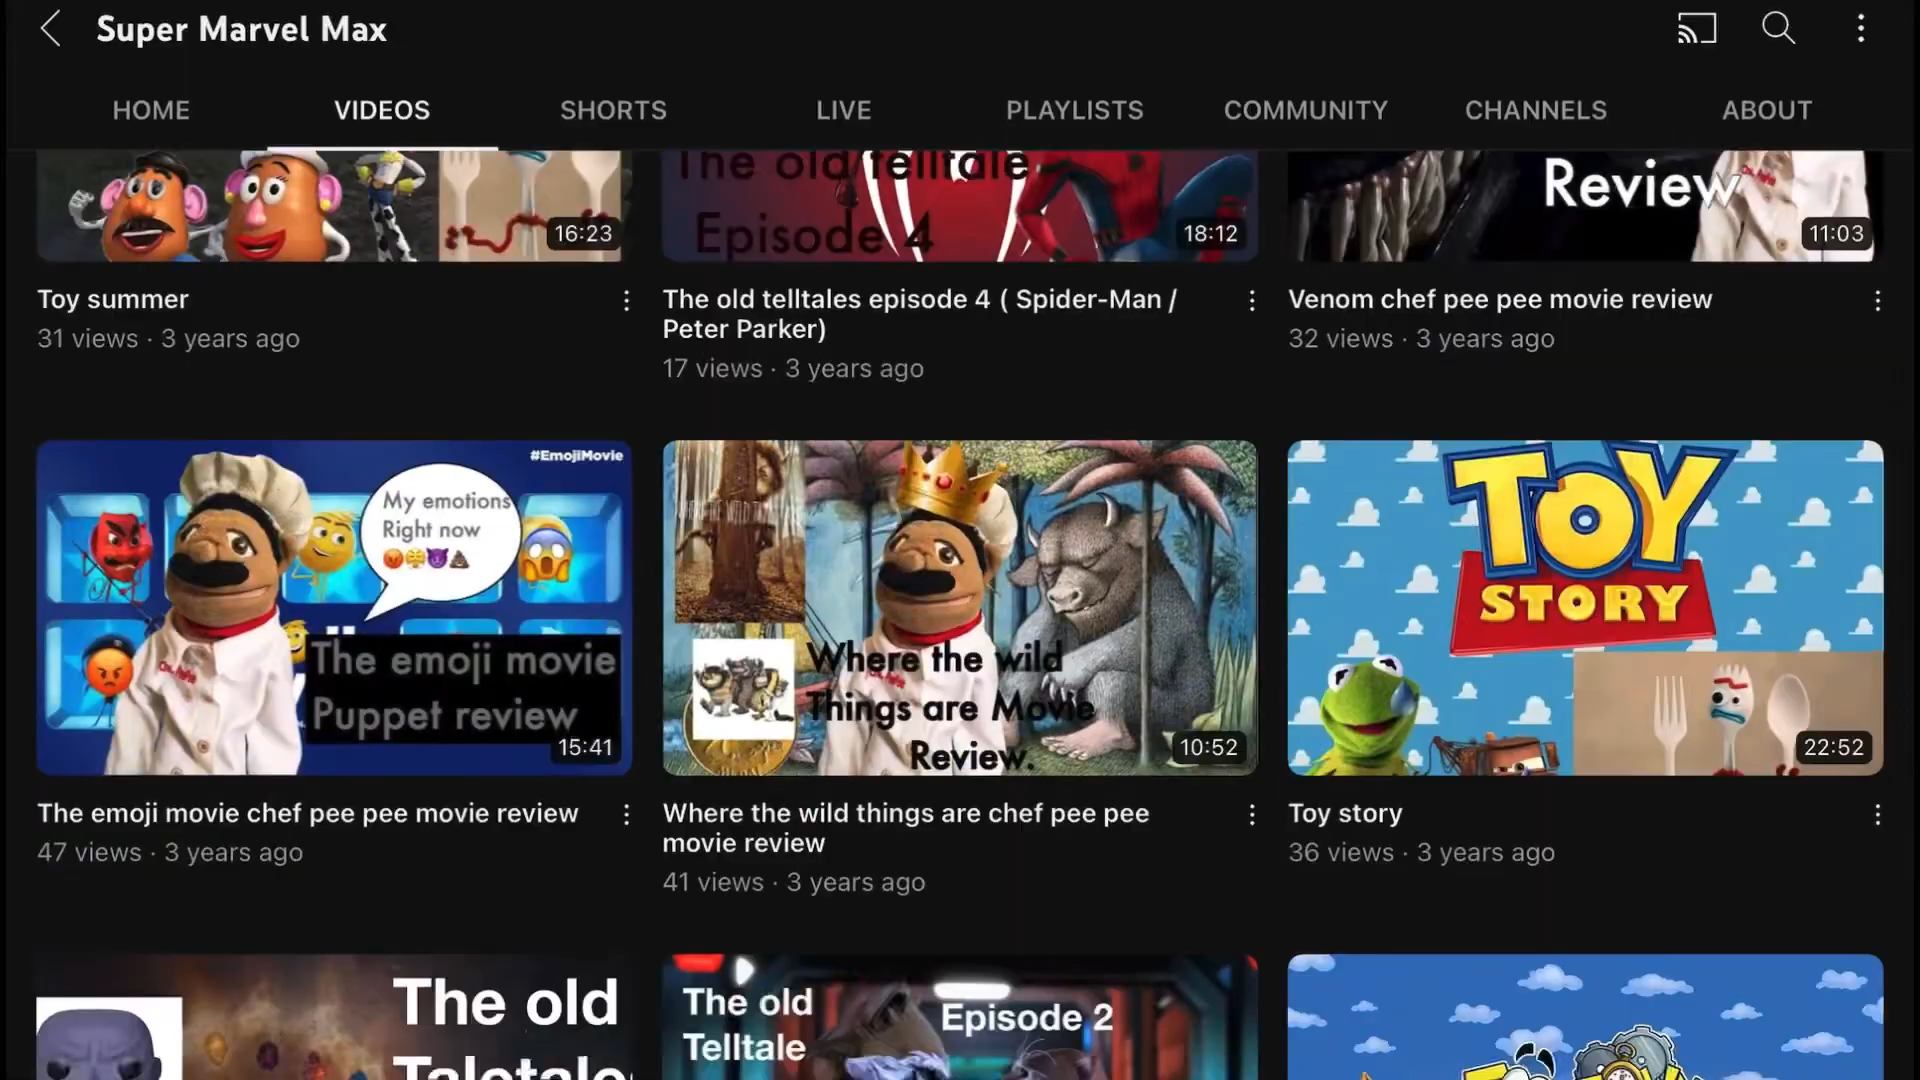 Super Marvel Max
HOME VIDEOS SHORTS LIVE PLAYLISTS COMMUNITY CHANNELS ABOUT
16:23
The old telltale
Episode 4
18:12
Review
11:03
Toy summer
31 views · 3 years ago
The old telltales episode 4 ( Spider-Man /
Peter Parker)
17 views · 3 years ago
Venom chef pee pee movie review
32 views · 3 years ago
#EmojiMovie
My emotions
Right now
The emoji movie
Puppet review
15:41
Where the wild
Things are Movie
Review.
10:52
TOY
STORY
22:52
The emoji movie chef pee pee movie review
47 views · 3 years ago
Where the wild things are chef pee pee
movie review
41 views · 3 years ago
Toy story
36 views · 3 years ago
The old
The old
Telltale
Episode 2